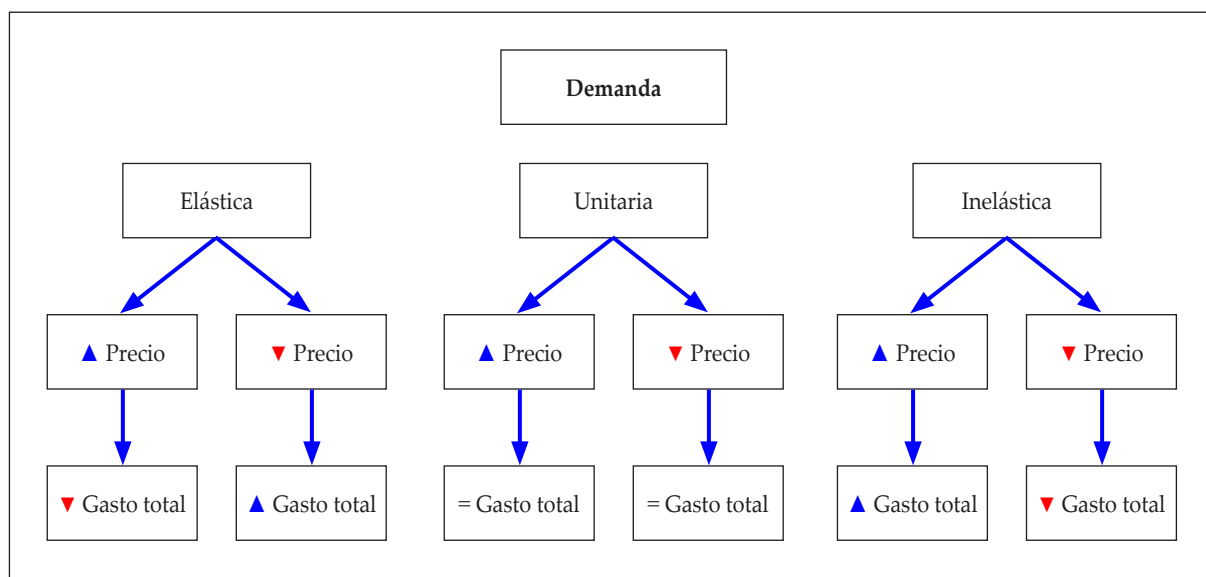 Demanda
Elástica
Unitaria
Inelástica
▲ Precio
▼ Precio
▲ Precio
▼ Precio
▲ Precio
▼ Precio
▼ Gasto total
▲ Gasto total
= Gasto total
= Gasto total
▲ Gasto total
▼ Gasto total